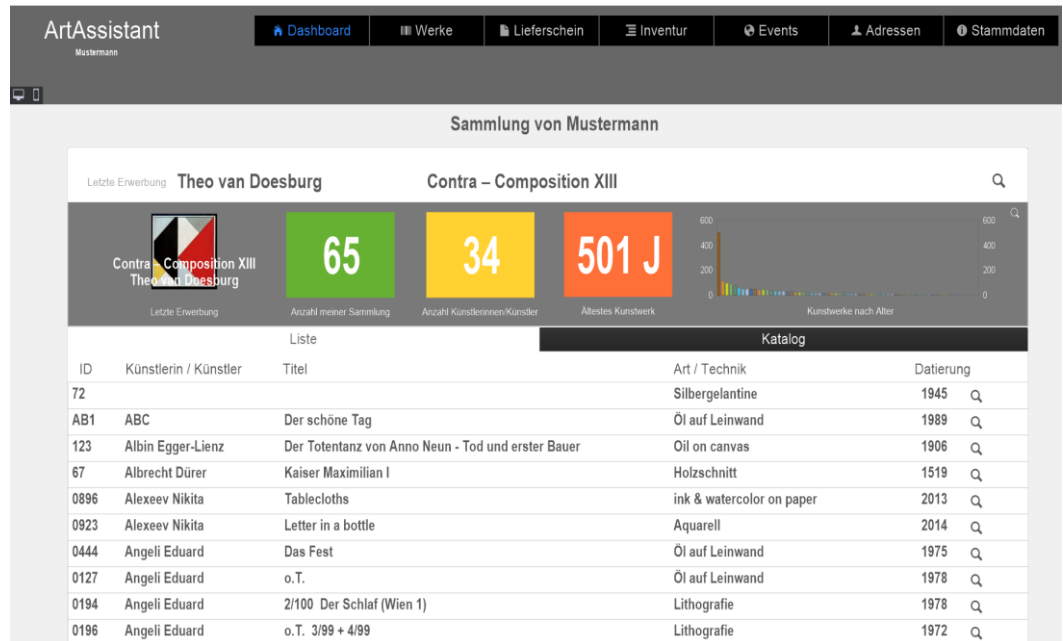 ArtAssistant
Mustermann
Dashboard Werke Lieferschein Inventur Events Adressen Stammdaten
Sammlung von Mustermann
Letzte Erwerbung Theo van Doesburg Contra – Composition XIII
Contra – Composition XIII
Theo van Doesburg
Letzte Erwerbung
65
Anzahl meiner Sammlung
34
Anzahl Künstlerinnen/Künstler
501 J
Ältestes Kunstwerk
600 600
400 400
200 200
0 0
Kunstwerke nach Alter
Liste Katalog
ID Künstlerin / Künstler Titel Art / Technik Datierung
72 Silbergelantine 1945
AB1 ABC Der schöne Tag Öl auf Leinwand 1989
123 Albin Egger-Lienz Der Totentanz von Anno Neun - Tod und erster Bauer Oil on canvas 1906
67 Albrecht Dürer Kaiser Maximilian I Holzschnitt 1519
0896 Alexeev Nikita Tablecloths ink & watercolor on paper 2013
0923 Alexeev Nikita Letter in a bottle Aquarell 2014
0444 Angeli Eduard Das Fest Öl auf Leinwand 1975
0127 Angeli Eduard o.T. Öl auf Leinwand 1978
0194 Angeli Eduard 2/100 Der Schlaf (Wien 1) Lithografie 1978
0196 Angeli Eduard o.T. 3/99 + 4/99 Lithografie 1972